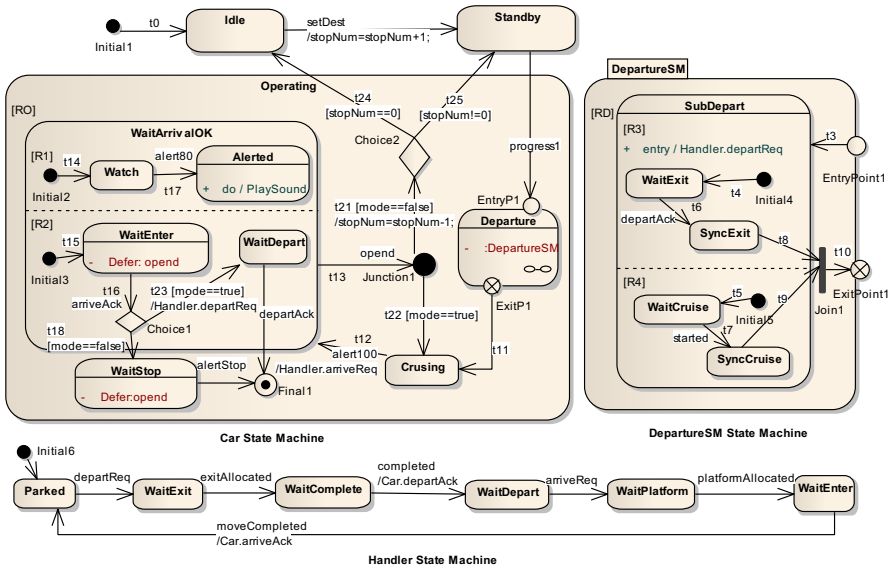 t0
Initial1
Idle
setDest
/stopNum=stopNum+1;
Standby
Operating
[RO]
t24
[stopNum==0]
t25
[stopNum!=0]
Choice2
progress1
WaitArrivalOK
[R1]
t14
Initial2
Watch
alert80
t17
Alerted
+ do / PlaySound
t21 [mode==false]
/stopNum=stopNum-1;
EntryP1
Departure
- :DepartureSM
ExitP1
[R2]
t15
Initial3
WaitEnter
- Defer: opend
WaitDepart
opend
t13
Junction1
t16
arriveAck
t23 [mode==true]
/Handler.departReq
Choice1
departAck
t18
[mode==false]
t22 [mode==true]
t12
alert100
/Handler.arriveReq
t11
WaitStop
- Defer:opend
alertStop
Final1
Crusing
Car State Machine
DepartureSM
[RD]
SubDepart
[R3]
+ entry / Handler.departReq
t3
EntryPoint1
WaitExit
t4
Initial4
t6
departAck
SyncExit
t8
t10
ExitPoint1
Join1
[R4]
WaitCruise
t5
Initial5
t9
started
t7
SyncCruise
DepartureSM State Machine
Initial6
Parked
departReq
WaitExit
exitAllocated
WaitComplete
completed
/Car.departAck
WaitDepart
arriveReq
WaitPlatform
platformAllocated
WaitEnter
moveCompleted
/Car.arriveAck
Handler State Machine